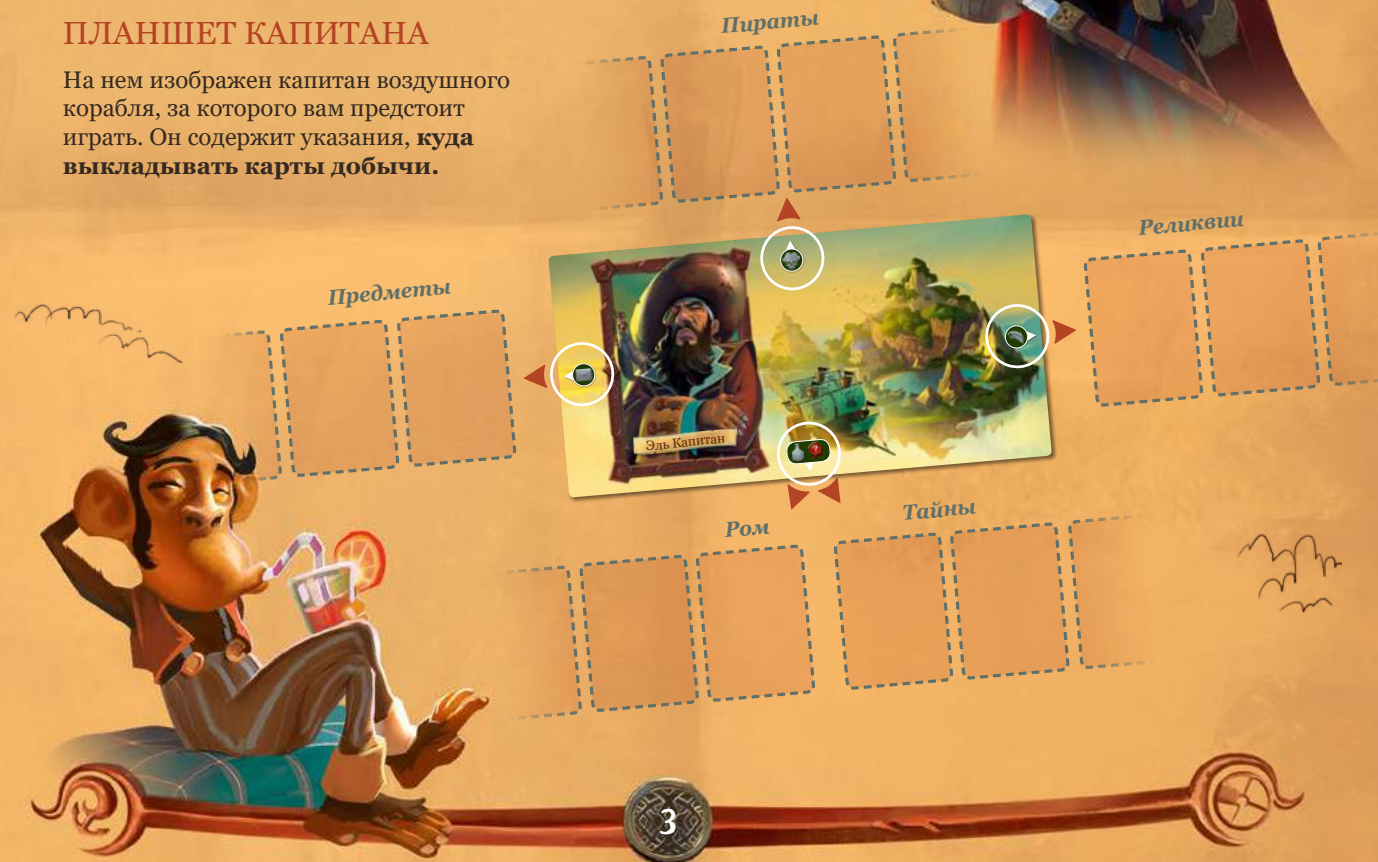 ПЛАНШЕТ КАПИТАНА
На нем изображен капитан воздушного
корабля, за которого вам предстоит
играть. Он содержит указания, куда
выкладывать карты добычи.
Пираты
Реликвии
Предметы
Эль Капитан
Ром
Тайны
3